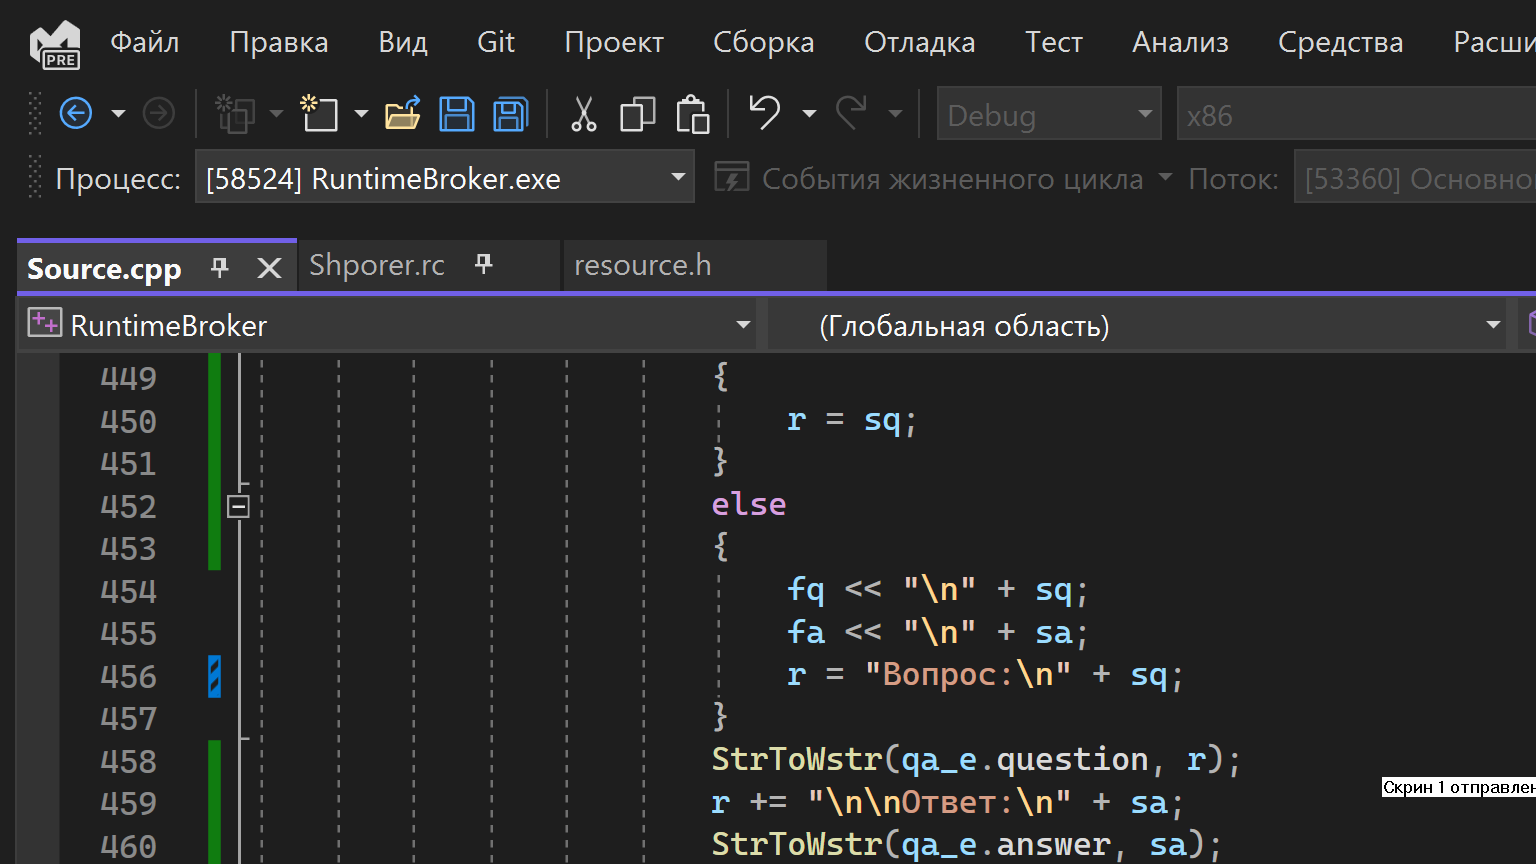 PRE Файл Правка Вид Git Проект Сборка Отладка Тест Анализ Средства Расши
Debug x86
Процесс: [58524] RuntimeBroker.exe События жизненного цикла Поток: [53360] Основно
Source.cpp Shporer.rc resource.h
RuntimeBroker (Глобальная область)
449 {
450 r = sq;
451 }
452 else
453 {
454 fq << "\n" + sq;
455 fa << "\n" + sa;
456 r = "Вопрос:\n" + sq;
457 }
458 StrToWstr(qa_e.question, r);
Скрин 1 отправлен
459 r += "\n\nОтвет:\n" + sa;
460 StrToWstr(qa_e.answer, sa);